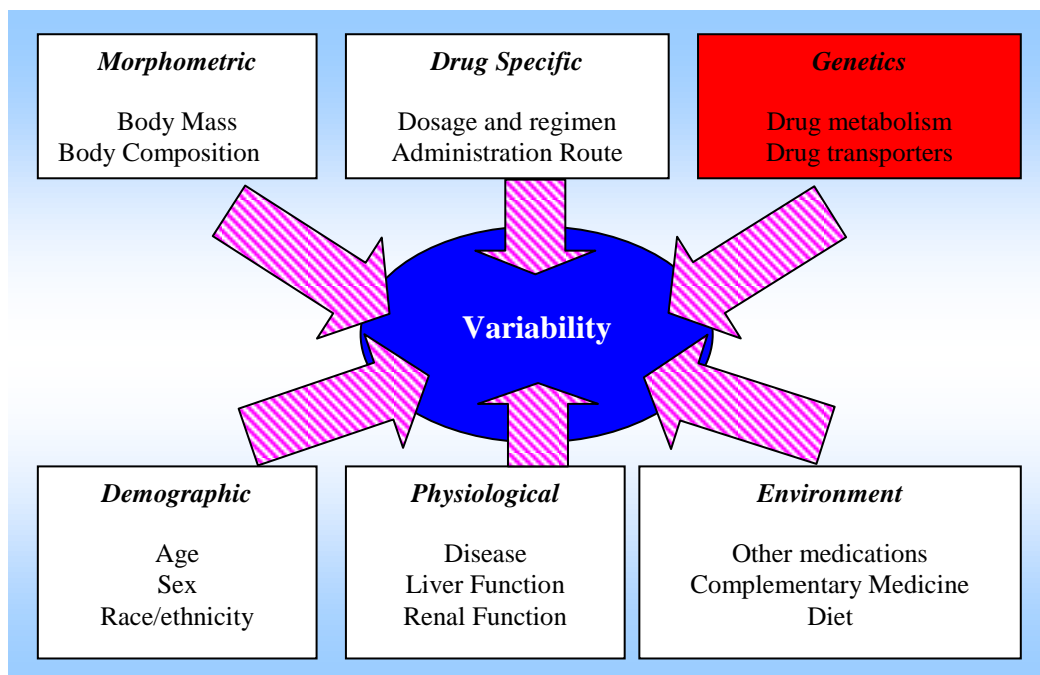 Morphometric
Body Mass
Body Composition
Drug Specific
Dosage and regimen
Administration Route
Genetics
Drug metabolism
Drug transporters
Variability
Demographic
Age
Sex
Race/ethnicity
Physiological
Disease
Liver Function
Renal Function
Environment
Other medications
Complementary Medicine
Diet